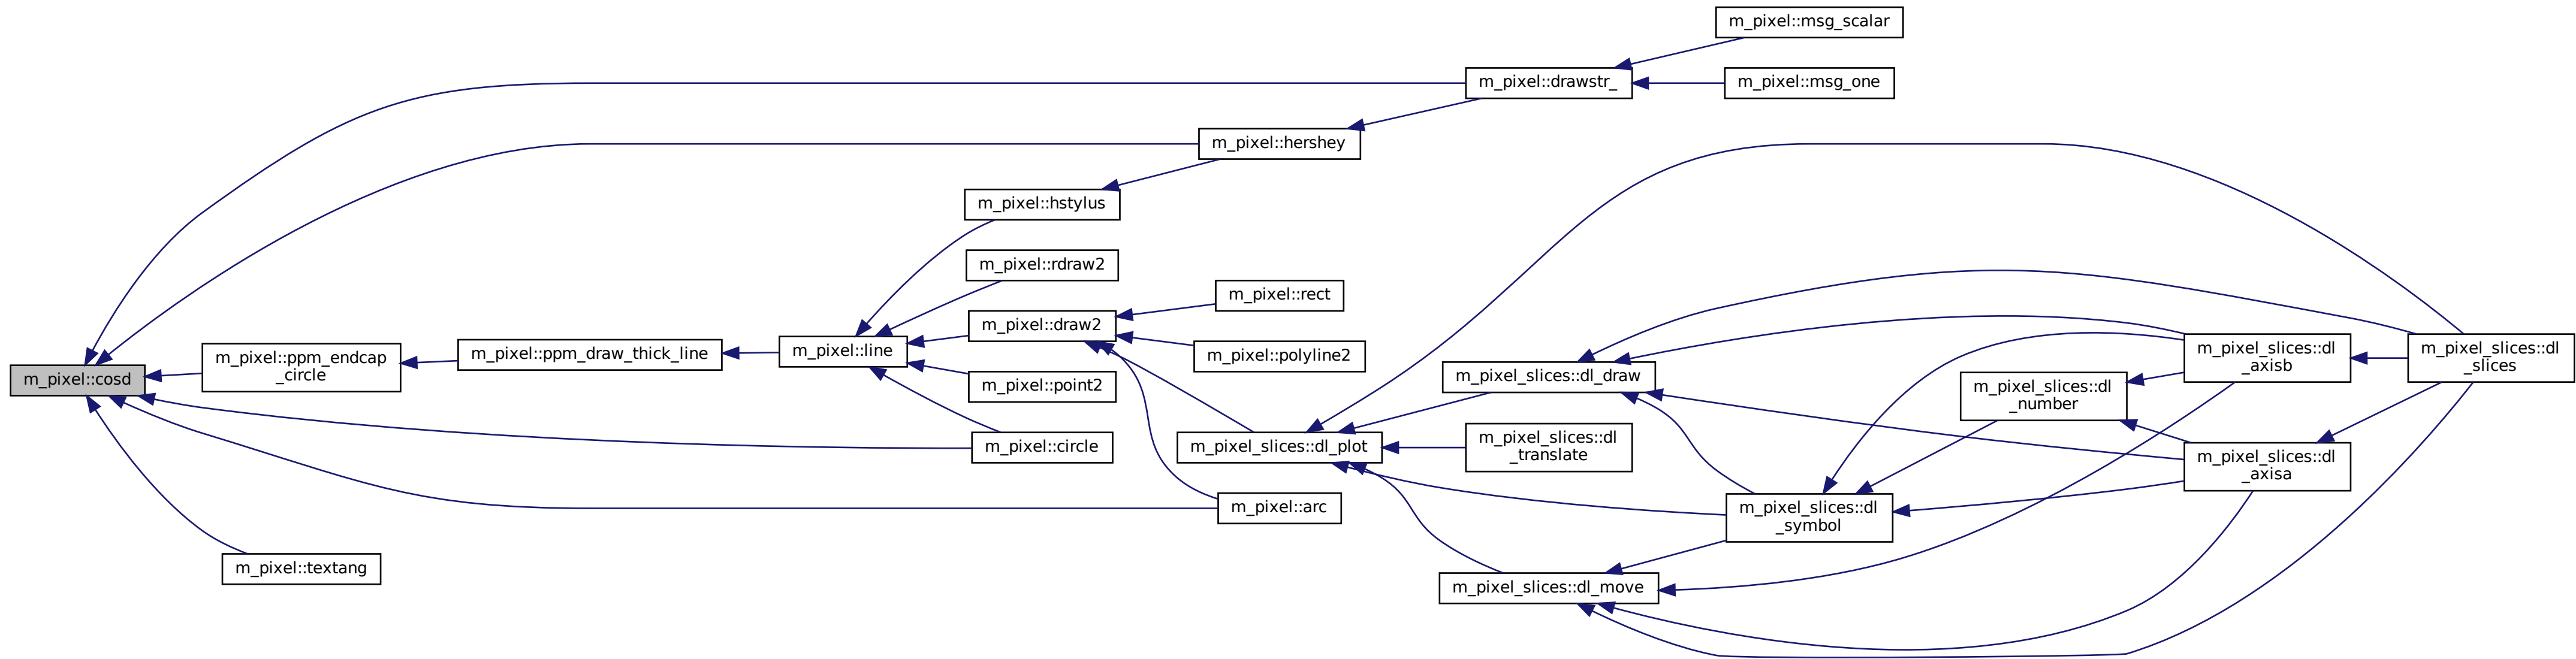 m_pixel::msg_scalar
m_pixel::drawstr_
m_pixel::msg_one
m_pixel::hershey
m_pixel::hstylus
m_pixel::rdraw2
m_pixel::rect
m_pixel::draw2
m_pixel::polyline2
m_pixel::line
m_pixel::ppm_draw_thick_line
m_pixel::ppm_endcap
_circle
m_pixel::cosd
m_pixel::point2
m_pixel::circle
m_pixel::arc
m_pixel::textang
m_pixel_slices::dl_draw
m_pixel_slices::dl_plot
m_pixel_slices::dl
_translate
m_pixel_slices::dl
_symbol
m_pixel_slices::dl_move
m_pixel_slices::dl
_number
m_pixel_slices::dl
_axisb
m_pixel_slices::dl
_axisa
m_pixel_slices::dl
_slices